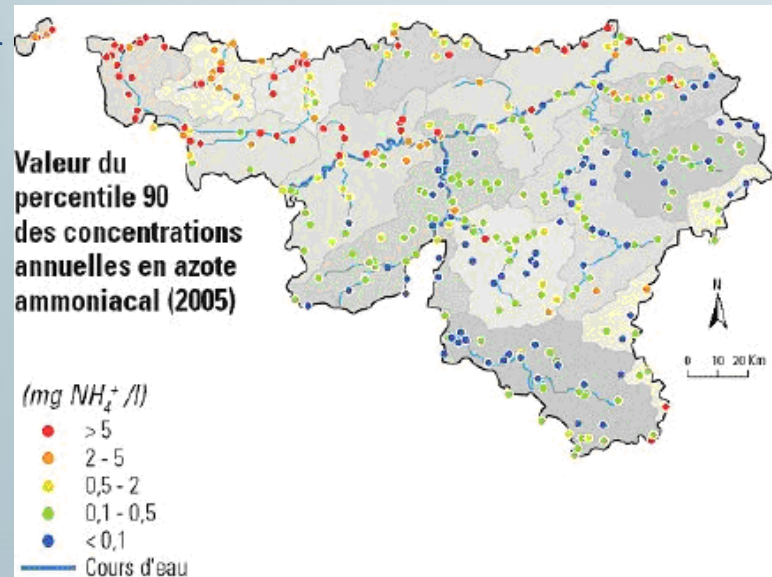 Valeur du
percentile 90
des concentrations
annuelles en azote
ammoniacal (2005)
N
0 10 20 Km
(mg NH₄⁺ /l)
> 5
2 - 5
0,5 - 2
0,1 - 0,5
< 0,1
Cours d'eau